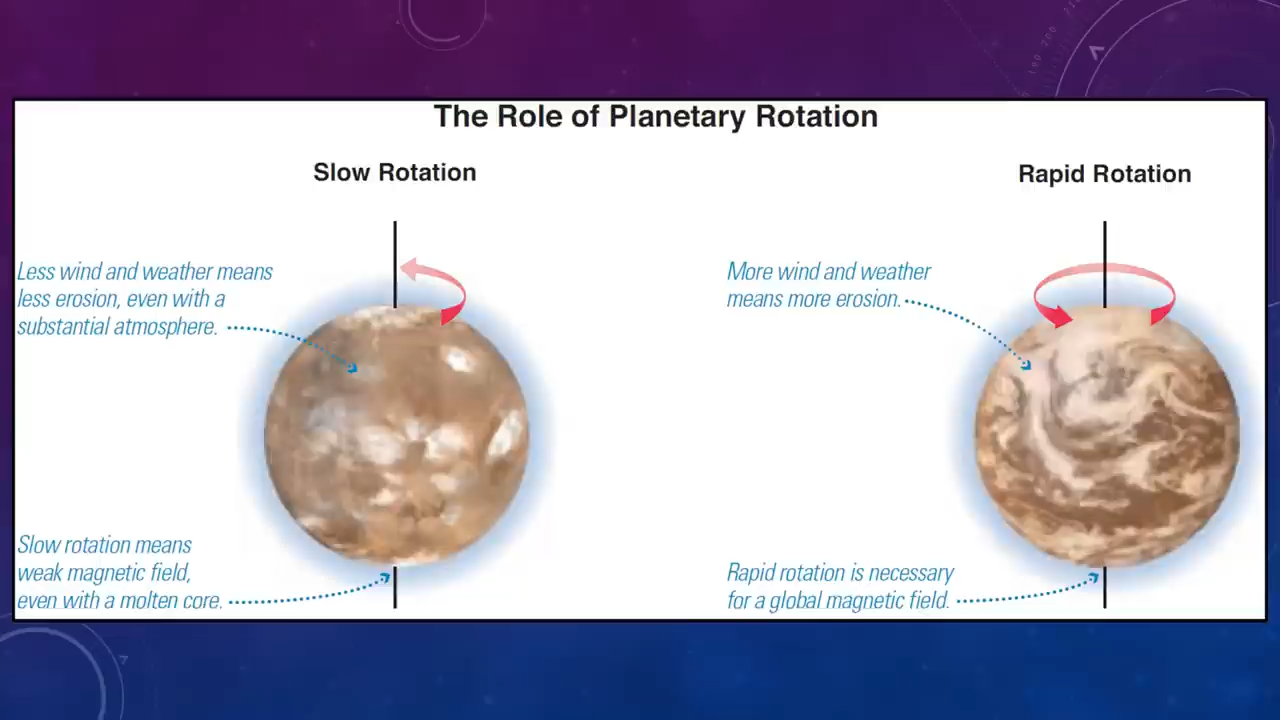 The Role of Planetary Rotation
Slow Rotation
Less wind and weather means
less erosion, even with a
substantial atmosphere.
Slow rotation means
weak magnetic field,
even with a molten core.
Rapid Rotation
More wind and weather
means more erosion.
Rapid rotation is necessary
for a global magnetic field.